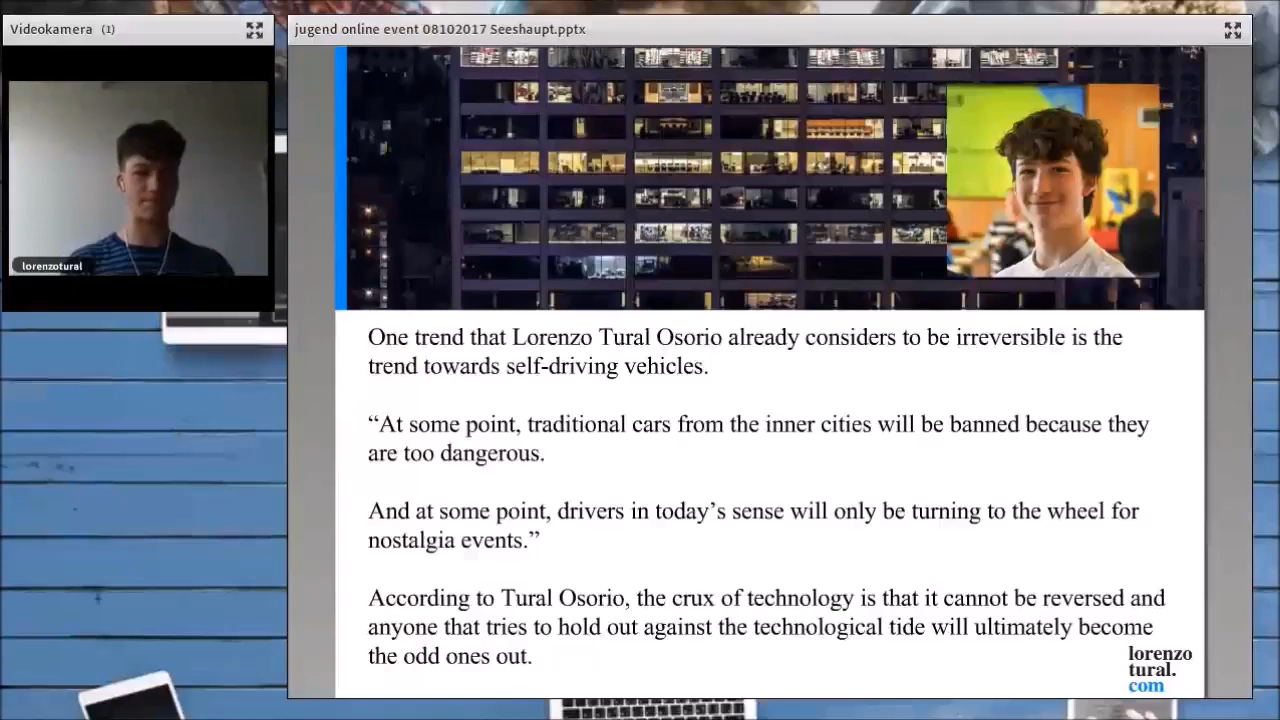 Videokamera (1)
jugend online event 08102017 Seeshaupt.pptx
lorenzotural
One trend that Lorenzo Tural Osorio already considers to be irreversible is the
trend towards self-driving vehicles.
“At some point, traditional cars from the inner cities will be banned because they
are too dangerous.
And at some point, drivers in today’s sense will only be turning to the wheel for
nostalgia events.”
According to Tural Osorio, the crux of technology is that it cannot be reversed and
anyone that tries to hold out against the technological tide will ultimately become
the odd ones out.
lorenzo
tural.
com